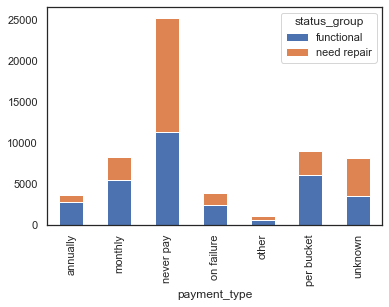 status_group
functional
need repair
25000
20000
15000
10000
5000
0
annually
monthly
never pay
on failure
other
per bucket
unknown
payment_type